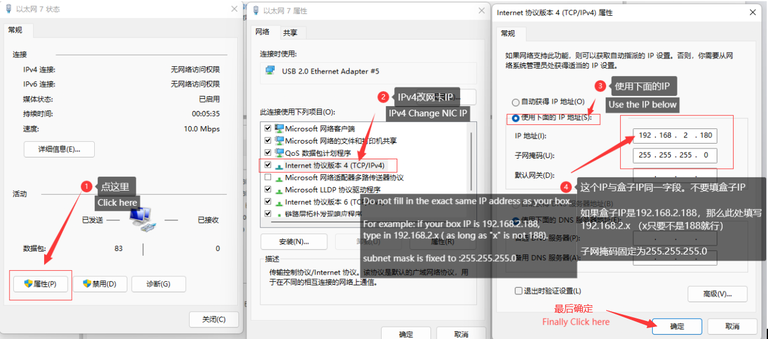 以太网 7 状态
常规
连接
IPv4 连接: 无网络访问权限
IPv6 连接: 无网络访问权限
媒体状态: 已启用
持续时间: 00:05:35
速度: 10.0 Mbps
详细信息(E)...
1 点这里
Click here
活动
已发送 已接收
数据包: 83 0
属性(P) 禁用(D) 诊断(G)
关闭(C)
以太网 7 属性
网络 共享
连接时使用:
USB 2.0 Ethernet Adapter #5
2 IPv4改网卡IP
IPv4 Change NIC IP
此连接使用下列项目(O):
Microsoft 网络客户端
Microsoft 网络的文件和打印机共享
QoS 数据包计划程序
Internet 协议版本 4 (TCP/IPv4)
Microsoft 网络适配器多路传送器协议
Microsoft LLDP 协议驱动程序
Internet 协议版本 6 (TCP/IPv6)
链路层拓扑发现响应程序
Do not fill in the exact same IP address as your box.
For example: if your box IP is 192.168.2.188,
type in 192.168.2.x ( as long as "x" is not 188)
subnet mask is fixed to :255.255.255.0
安装(N)...
描述
传输控制协议/Internet 协议。该协议是默认的广域网络协议，用
于在不同的相互连接的网络上通信。
确定 取消
Internet 协议版本 4 (TCP/IPv4) 属性
常规
如果网络支持此功能，则可以获取自动指派的 IP 设置。否则，你需要从网
络系统管理员处获得适当的 IP 设置。
3 使用下面的IP
Use the IP below
自动获得 IP 地址(O)
使用下面的 IP 地址(S):
IP 地址(I): 192 . 168 . 2 . 180
子网掩码(U): 255 . 255 . 255 . 0
默认网关(D):
4 这个IP与盒子IP同一字段。不要填盒子IP
如果盒子IP是192.168.2.188，那么此处填写
192.168.2.x （x只要不是188就行）
子网掩码固定为255.255.255.0
退出时验证设置(L)
高级(V)...
最后确定
Finally Click here
确定 取消